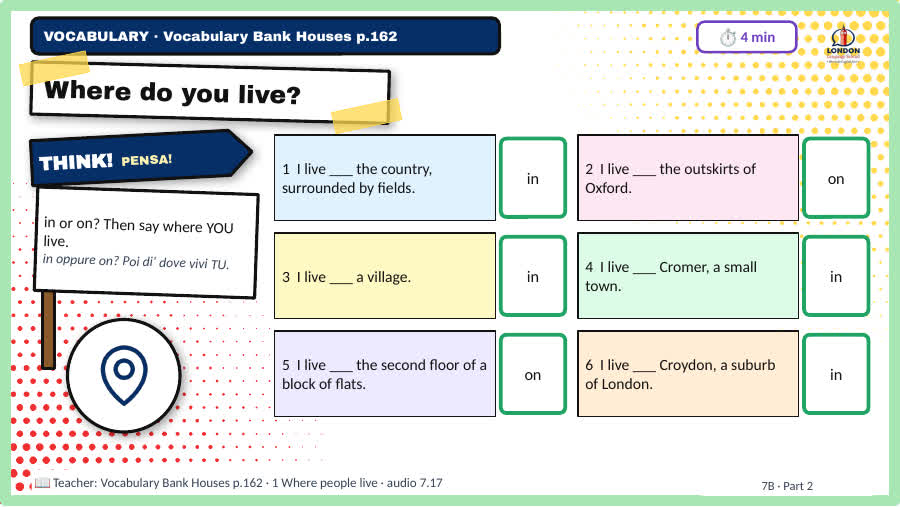 VOCABULARY · Vocabulary Bank Houses p.162
4 min
LONDON
Where do you live?
THINK! PENSA!
in or on? Then say where YOU
live.
in oppure on? Poi di' dove vivi TU.
1 I live ___ the country,
surrounded by fields.
in
2 I live ___ the outskirts of
Oxford.
on
3 I live ___ a village.
in
4 I live ___ Cromer, a small
town.
in
5 I live ___ the second floor of a
block of flats.
on
6 I live ___ Croydon, a suburb
of London.
in
Teacher: Vocabulary Bank Houses p.162 · 1 Where people live · audio 7.17
7B · Part 2